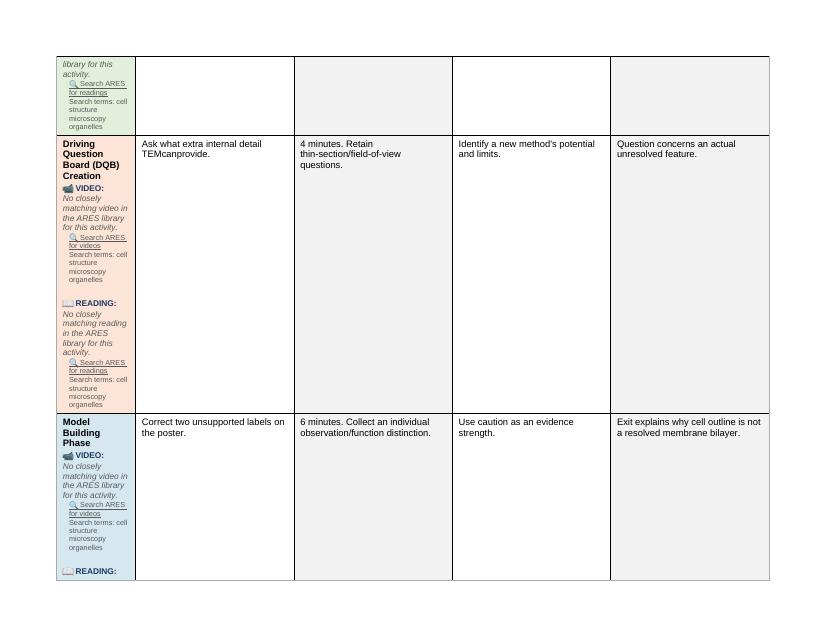 library for this
activity.
🔍 Search ARES
for readings
Search terms: cell
structure
microscopy
organelles
Driving
Question
Board (DQB)
Creation
📹 VIDEO:
No closely
matching video in
the ARES library
for this activity.
🔍 Search ARES
for videos
Search terms: cell
structure
microscopy
organelles
📖 READING:
No closely
matching reading
in the ARES
library for this
activity.
🔍 Search ARES
for readings
Search terms: cell
structure
microscopy
organelles
Ask what extra internal detail
TEMcanprovide.
4 minutes. Retain
thin-section/field-of-view
questions.
Identify a new method's potential
and limits.
Question concerns an actual
unresolved feature.
Model
Building
Phase
📹 VIDEO:
No closely
matching video in
the ARES library
for this activity.
🔍 Search ARES
for videos
Search terms: cell
structure
microscopy
organelles
📖 READING:
Correct two unsupported labels on
the poster.
6 minutes. Collect an individual
observation/function distinction.
Use caution as an evidence
strength.
Exit explains why cell outline is not
a resolved membrane bilayer.